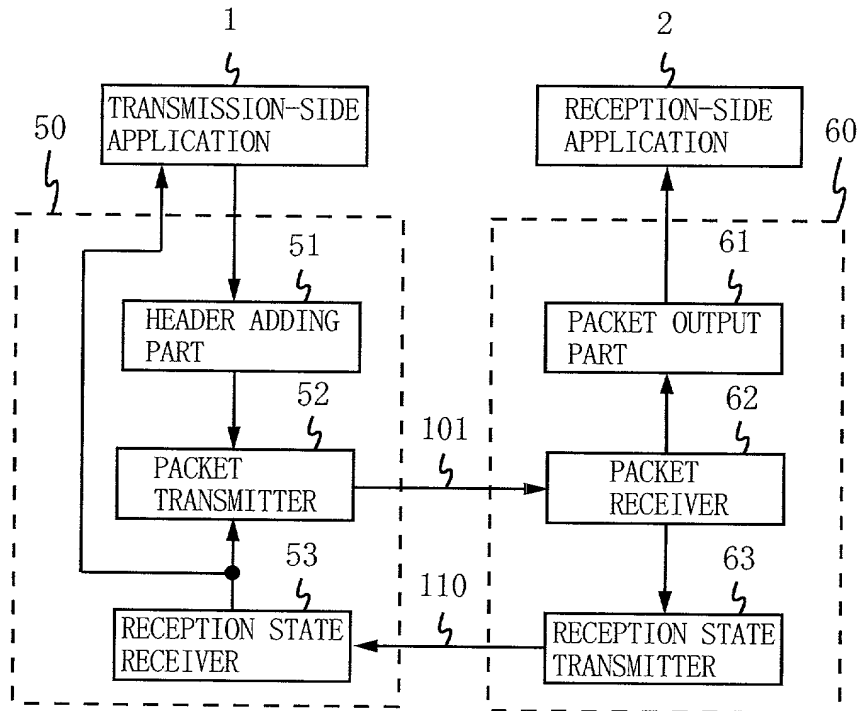 1
2
TRANSMISSION-SIDE
APPLICATION
RECEPTION-SIDE
APPLICATION
50
60
51
61
HEADER ADDING
PART
PACKET OUTPUT
PART
52
101
62
PACKET
TRANSMITTER
PACKET
RECEIVER
53
110
63
RECEPTION STATE
RECEIVER
RECEPTION STATE
TRANSMITTER